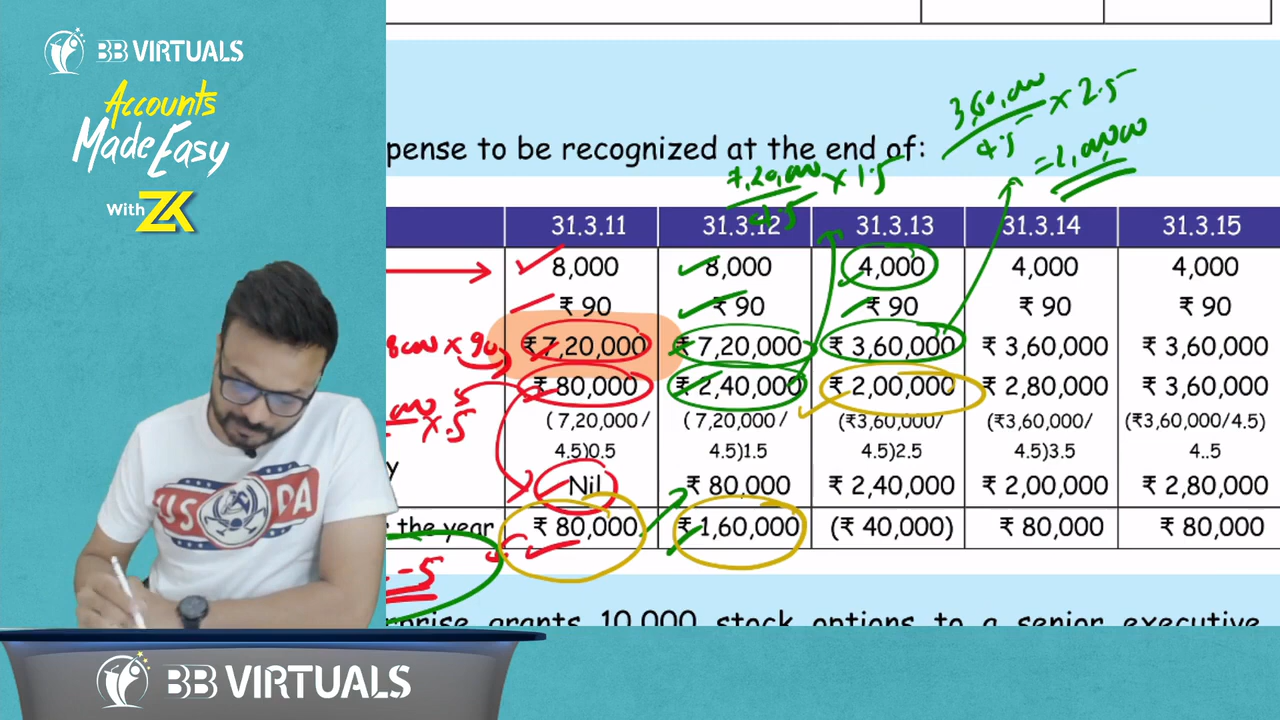 BB VIRTUALS
Accounts
Made Easy
With ZK
pense to be recognized at the end of:
3,60,000
4.5
× 2.5
= 2,00,000
7,20,000
4.5
× 1.5
31.3.11 31.3.12 31.3.13 31.3.14 31.3.15
8,000 8,000 4,000 4,000 4,000
₹ 90 ₹ 90 ₹ 90 ₹ 90 ₹ 90
× 90 ₹ 7,20,000 ₹ 7,20,000 ₹ 3,60,000 ₹ 3,60,000 ₹ 3,60,000
₹ 80,000 ₹ 2,40,000 ₹ 2,00,000 ₹ 2,80,000 ₹ 3,60,000
× .5 ( 7,20,000 / ( 7,20,000 / (₹3,60,000/ (₹3,60,000/ (₹3,60,000/4.5)
4.5)0.5 4.5)1.5 4.5)2.5 4.5)3.5 4..5
y Nil ₹ 80,000 ₹ 2,40,000 ₹ 2,00,000 ₹ 2,80,000
the year ₹ 80,000 ₹ 1,60,000 (₹ 40,000) ₹ 80,000 ₹ 80,000
prise grants 10,000 stock options to a senior executive
US DA
BB VIRTUALS